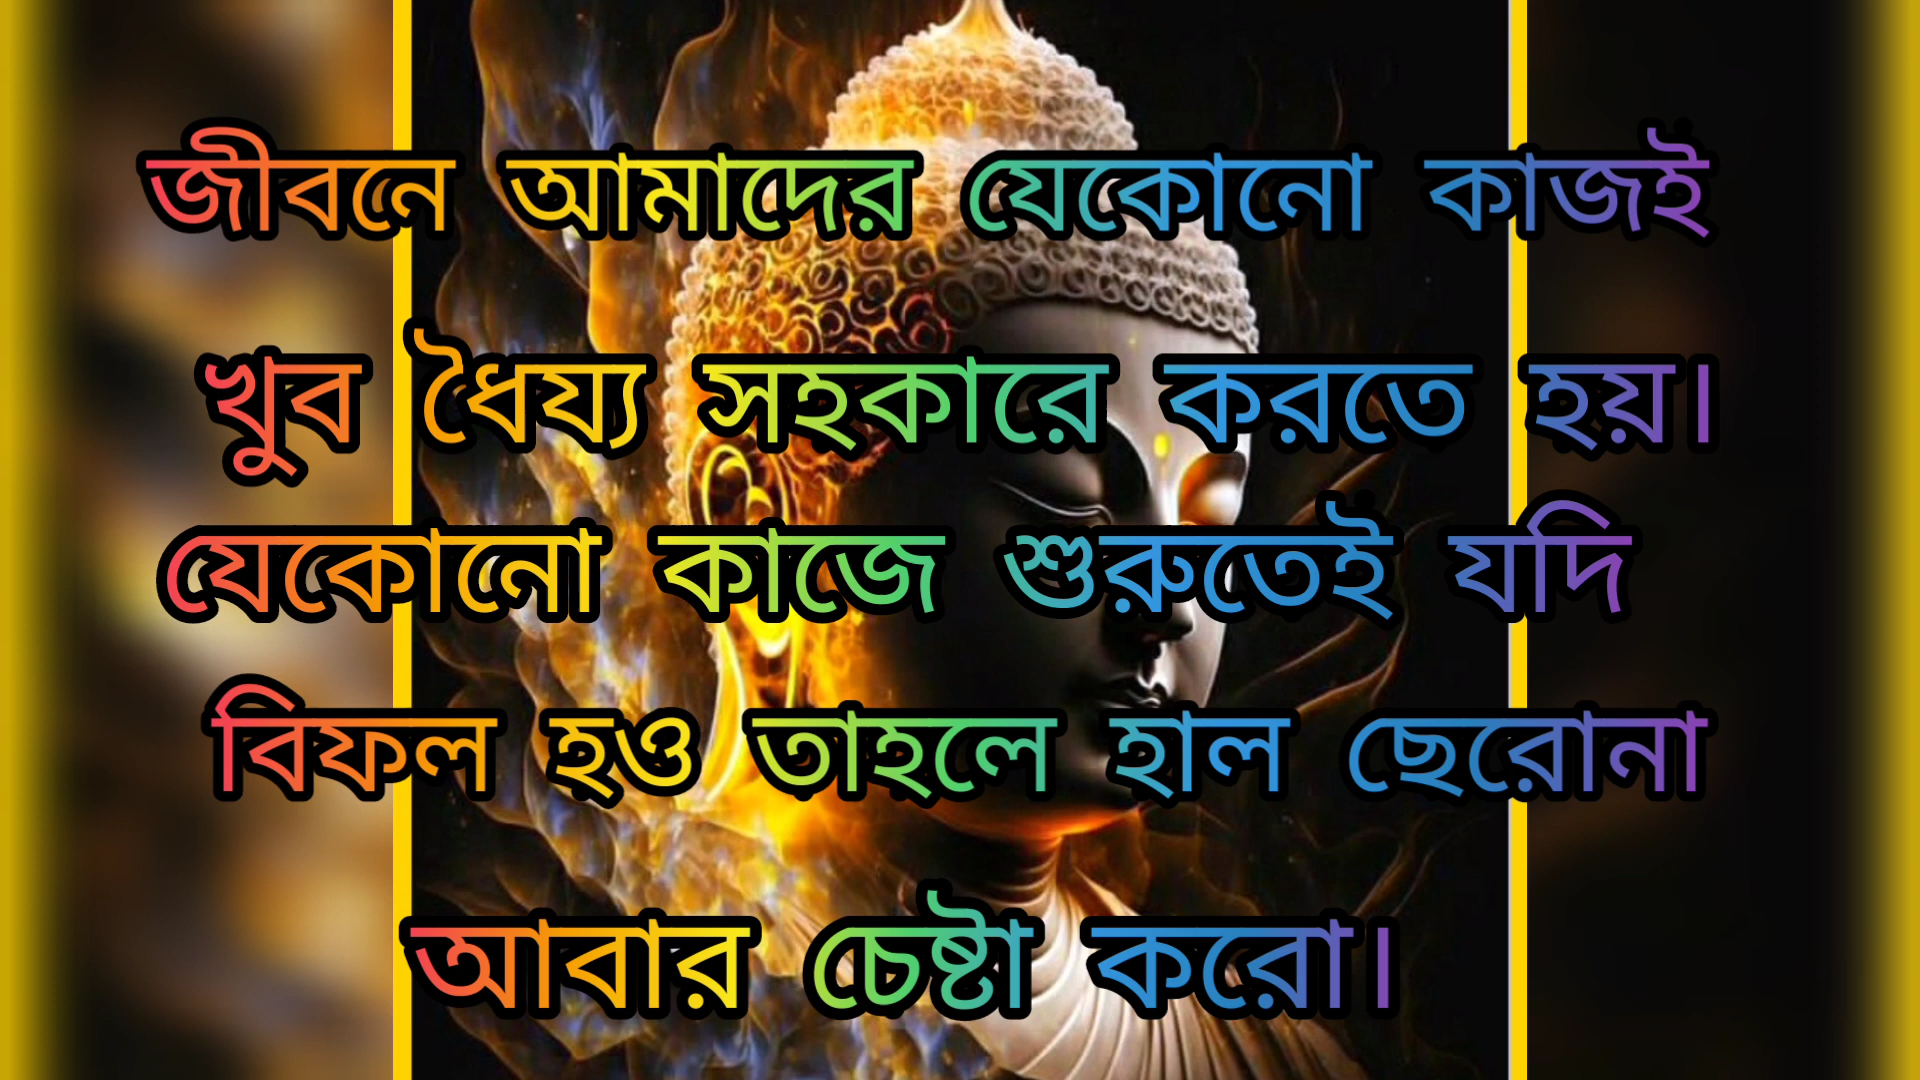 জীবনে আমাদের যেকোনো কাজই
খুব ধৈয্য সহকারে করতে হয়।
যেকোনো কাজে শুরুতেই যদি
বিফল হও তাহলে হাল ছেরোনা
আবার চেষ্টা করো।